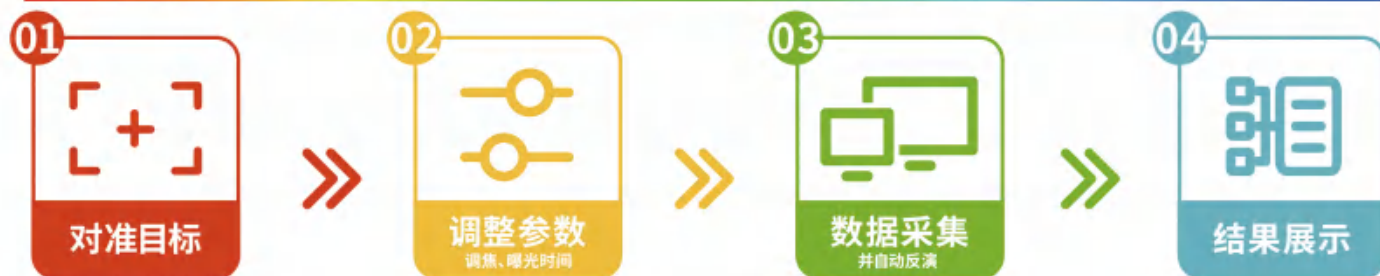 01
对准目标
02
调整参数
调焦、曝光时间
03
数据采集
并自动反演
04
结果展示